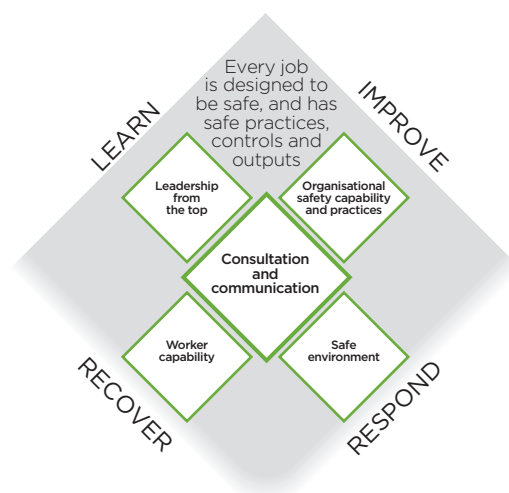 Every job
is designed to
be safe, and has
safe practices,
controls and
outputs
LEARN
IMPROVE
Leadership
from
the top
Organisational
safety capability
and practices
Consultation
and
communication
Worker
capability
Safe
environment
RECOVER
RESPOND